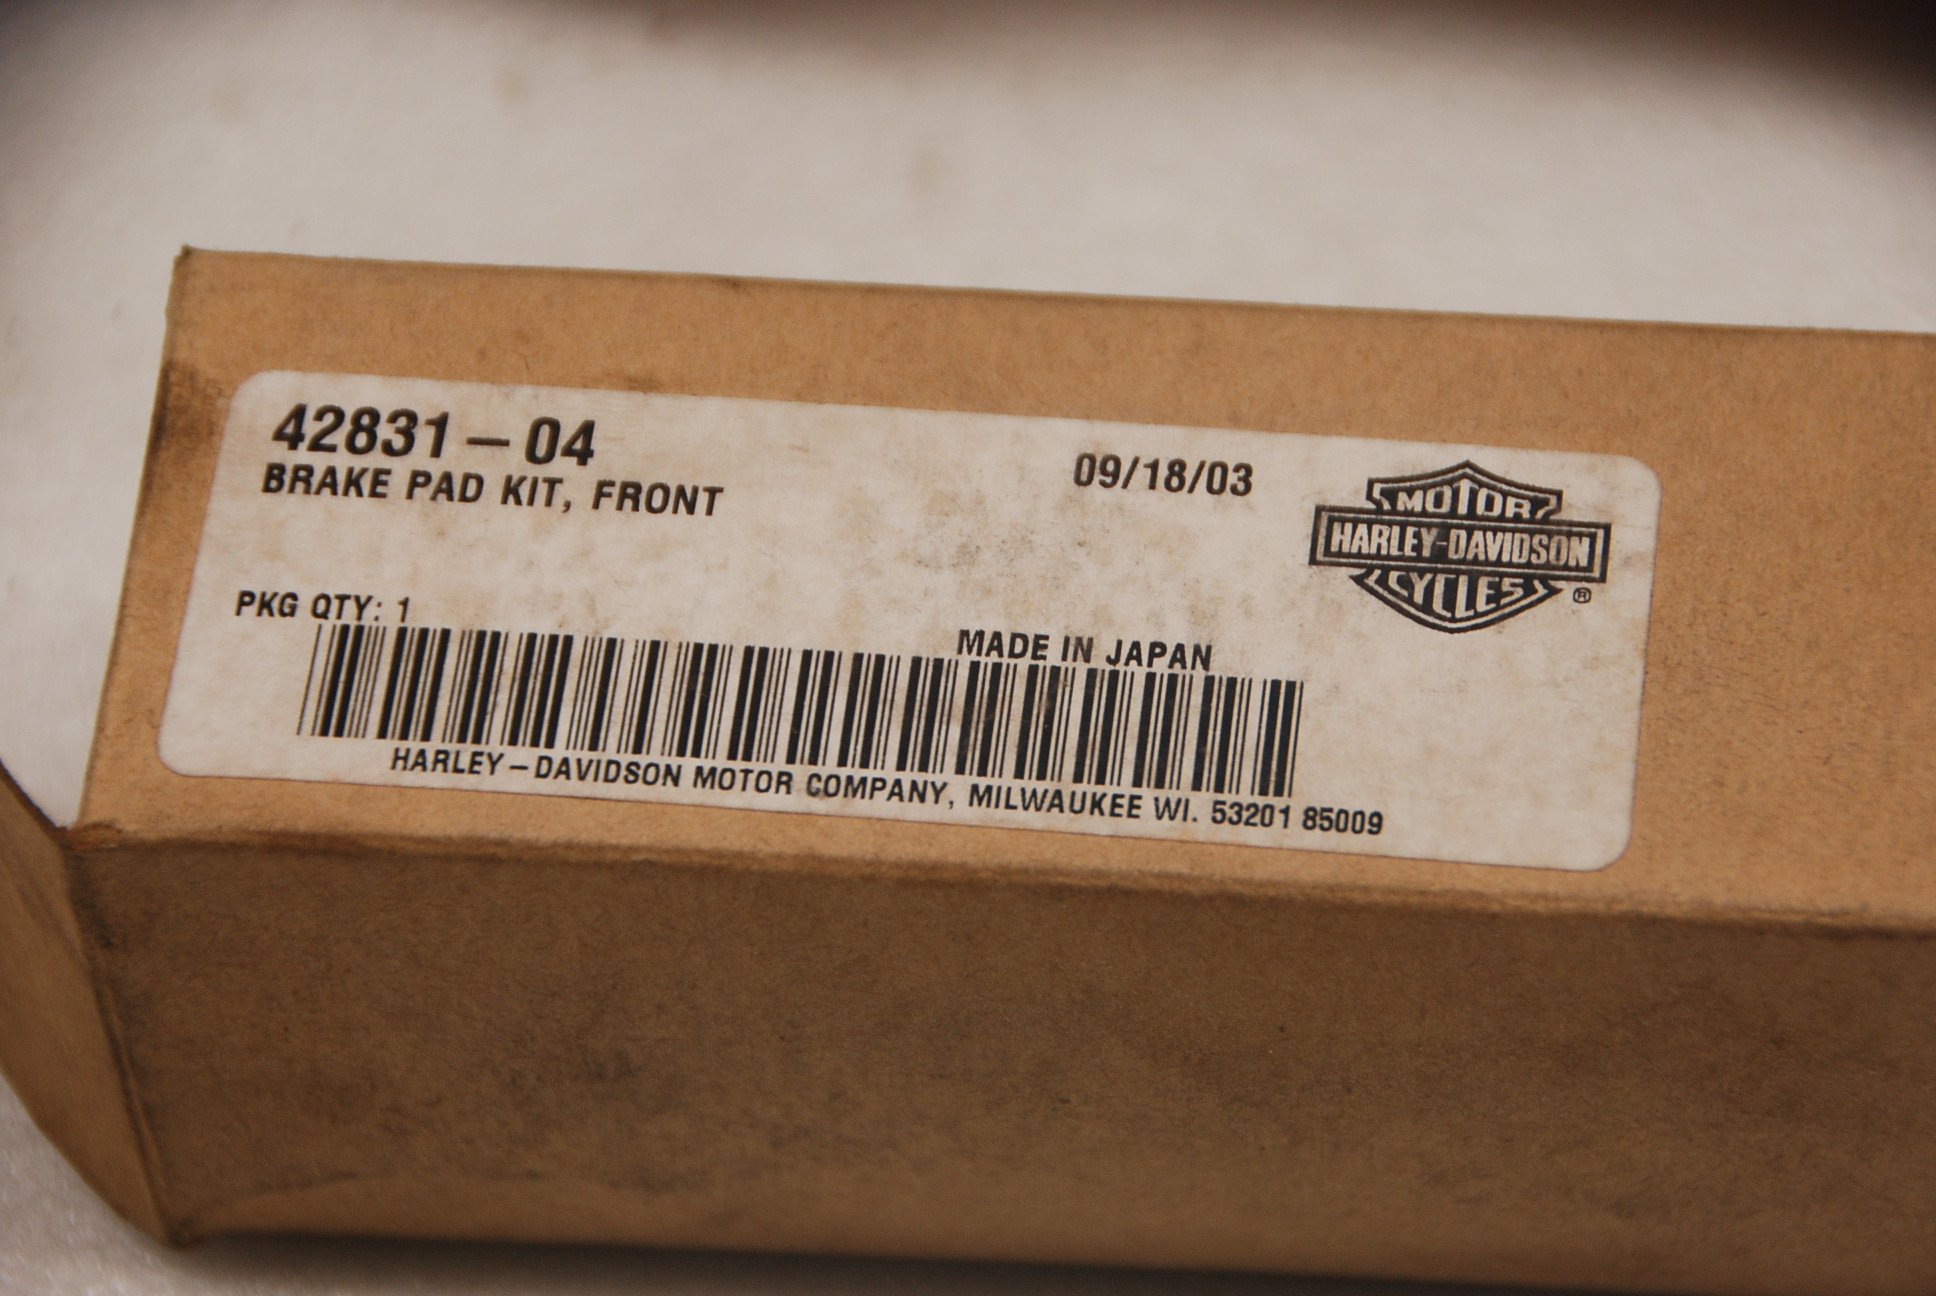 42831-04
BRAKE PAD KIT, FRONT
09/18/03
MOTOR
HARLEY-DAVIDSON
CYCLES
®
PKG QTY: 1
MADE IN JAPAN
HARLEY-DAVIDSON MOTOR COMPANY, MILWAUKEE WI. 53201 85009